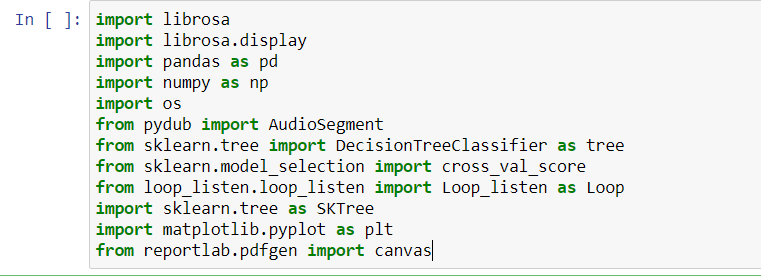 In [ ]: import librosa
import librosa.display
import pandas as pd
import numpy as np
import os
from pydub import AudioSegment
from sklearn.tree import DecisionTreeClassifier as tree
from sklearn.model_selection import cross_val_score
from loop_listen.loop_listen import Loop_listen as Loop
import sklearn.tree as SKTree
import matplotlib.pyplot as plt
from reportlab.pdfgen import canvas